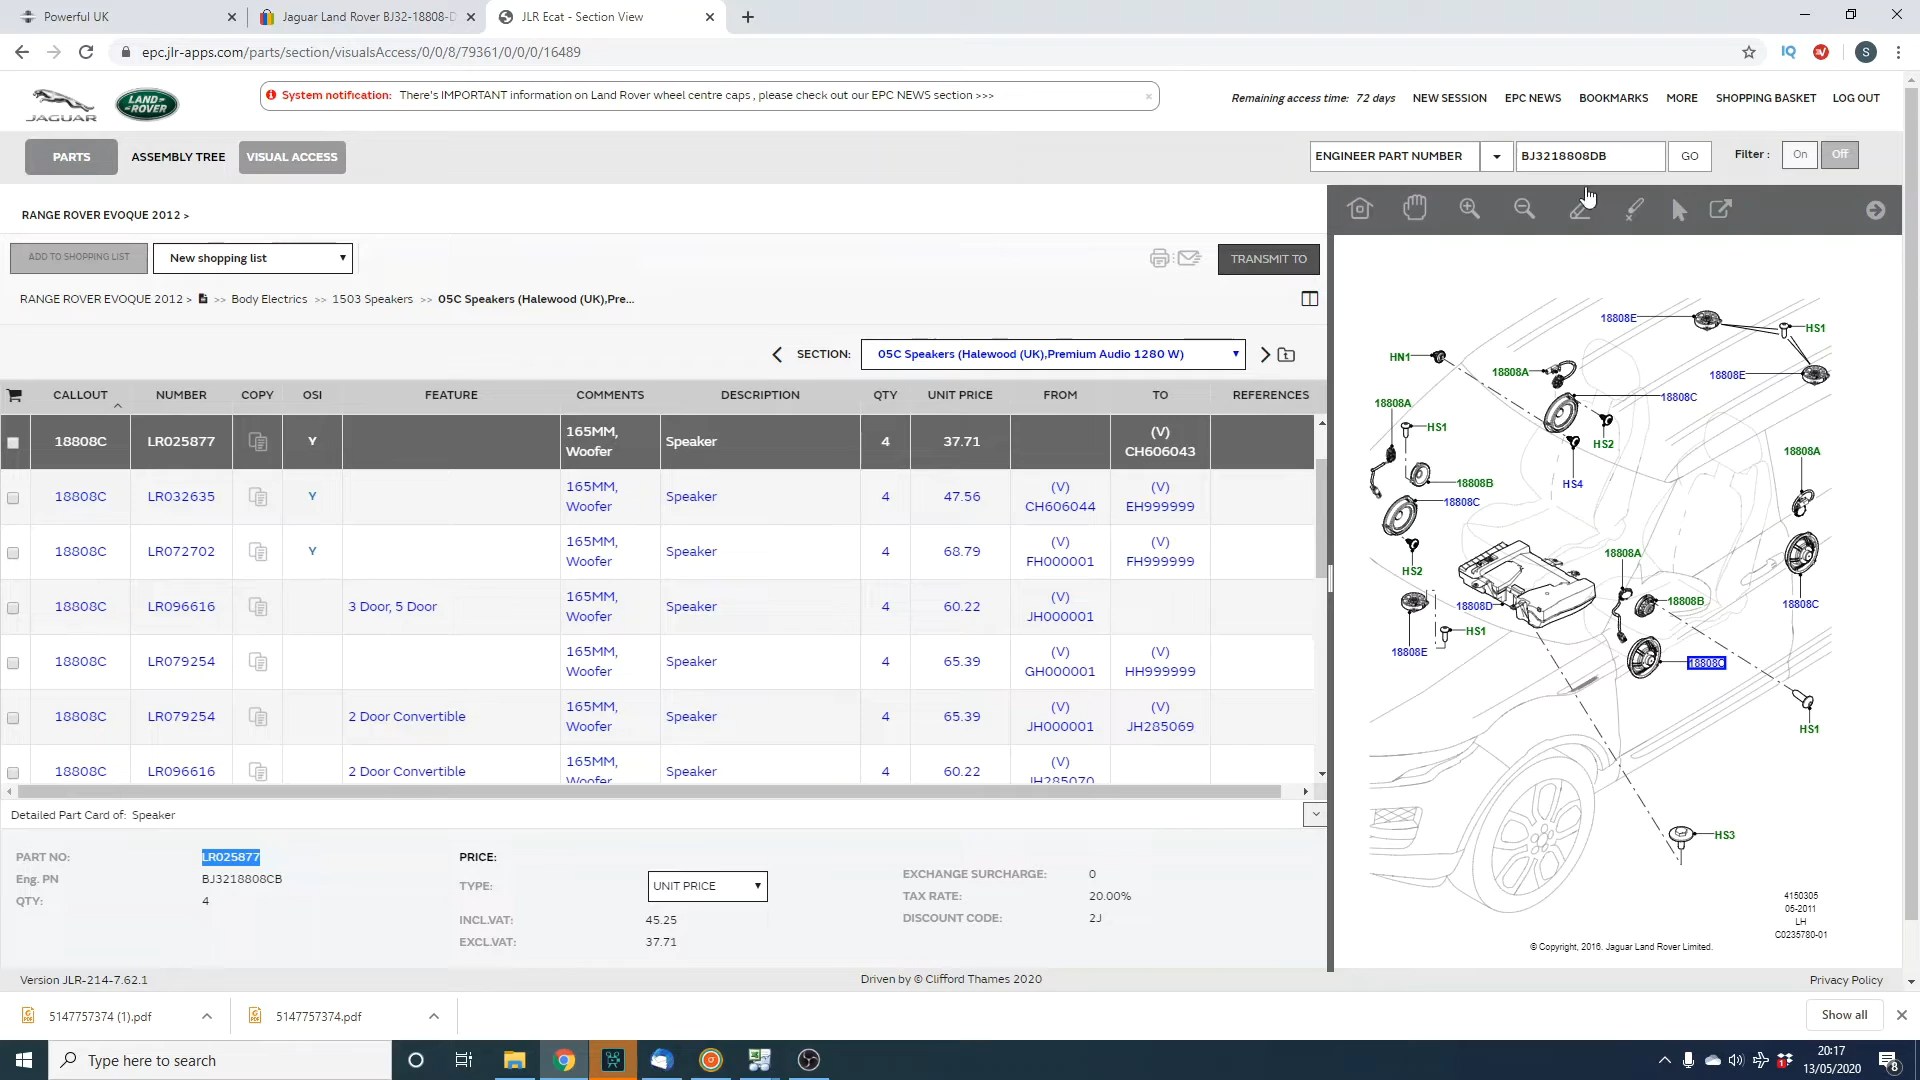 Powerful UK
Jaguar Land Rover BJ32-18808-D
JLR Ecat - Section View
epc.jlr-apps.com/parts/section/visualsAccess/0/0/8/79361/0/0/0/16489
IQ
S
JAGUAR
LAND-ROVER
System notification: There's IMPORTANT information on Land Rover wheel centre caps , please check out our EPC NEWS section >>>
Remaining access time: 72 days NEW SESSION EPC NEWS BOOKMARKS MORE SHOPPING BASKET LOG OUT
PARTS ASSEMBLY TREE VISUAL ACCESS
ENGINEER PART NUMBER BJ3218808DB GO Filter : On Off
RANGE ROVER EVOQUE 2012 >
ADD TO SHOPPING LIST New shopping list TRANSMIT TO
RANGE ROVER EVOQUE 2012 > >> Body Electrics >> 1503 Speakers >> 05C Speakers (Halewood (UK),Pre...
SECTION: 05C Speakers (Halewood (UK),Premium Audio 1280 W)
CALLOUT NUMBER COPY OSI FEATURE COMMENTS DESCRIPTION QTY UNIT PRICE FROM TO REFERENCES
18808C LR025877 Y 165MM, Woofer Speaker 4 37.71 (V) CH606043
18808C LR032635 Y 165MM, Woofer Speaker 4 47.56 (V) CH606044 (V) EH999999
18808C LR072702 Y 165MM, Woofer Speaker 4 68.79 (V) FH000001 (V) FH999999
18808C LR096616 3 Door, 5 Door 165MM, Woofer Speaker 4 60.22 (V) JH000001
18808C LR079254 165MM, Woofer Speaker 4 65.39 (V) GH000001 (V) HH999999
18808C LR079254 2 Door Convertible 165MM, Woofer Speaker 4 65.39 (V) JH000001 (V) JH285069
18808C LR096616 2 Door Convertible 165MM, Woofer Speaker 4 60.22 (V) JH285070
Detailed Part Card of: Speaker
PART NO: LR025877
Eng. PN BJ3218808CB
QTY: 4
PRICE:
TYPE: UNIT PRICE
INCL.VAT: 45.25
EXCL.VAT: 37.71
EXCHANGE SURCHARGE: 0
TAX RATE: 20.00%
DISCOUNT CODE: 2J
18808E
HS1
HN1
18808A
18808E
18808C
18808A
HS1
HS2
18808A
HS4
18808B
18808C
18808A
HS2
18808D
18808B
18808C
HS1
18808E
18808C
HS1
HS3
4150305
05-2011
LH
C0235780-01
© Copyright, 2016. Jaguar Land Rover Limited.
Version JLR-214-7.62.1 Driven by © Clifford Thames 2020 Privacy Policy
5147757374 (1).pdf 5147757374.pdf Show all
Type here to search
20:17
13/05/2020
8